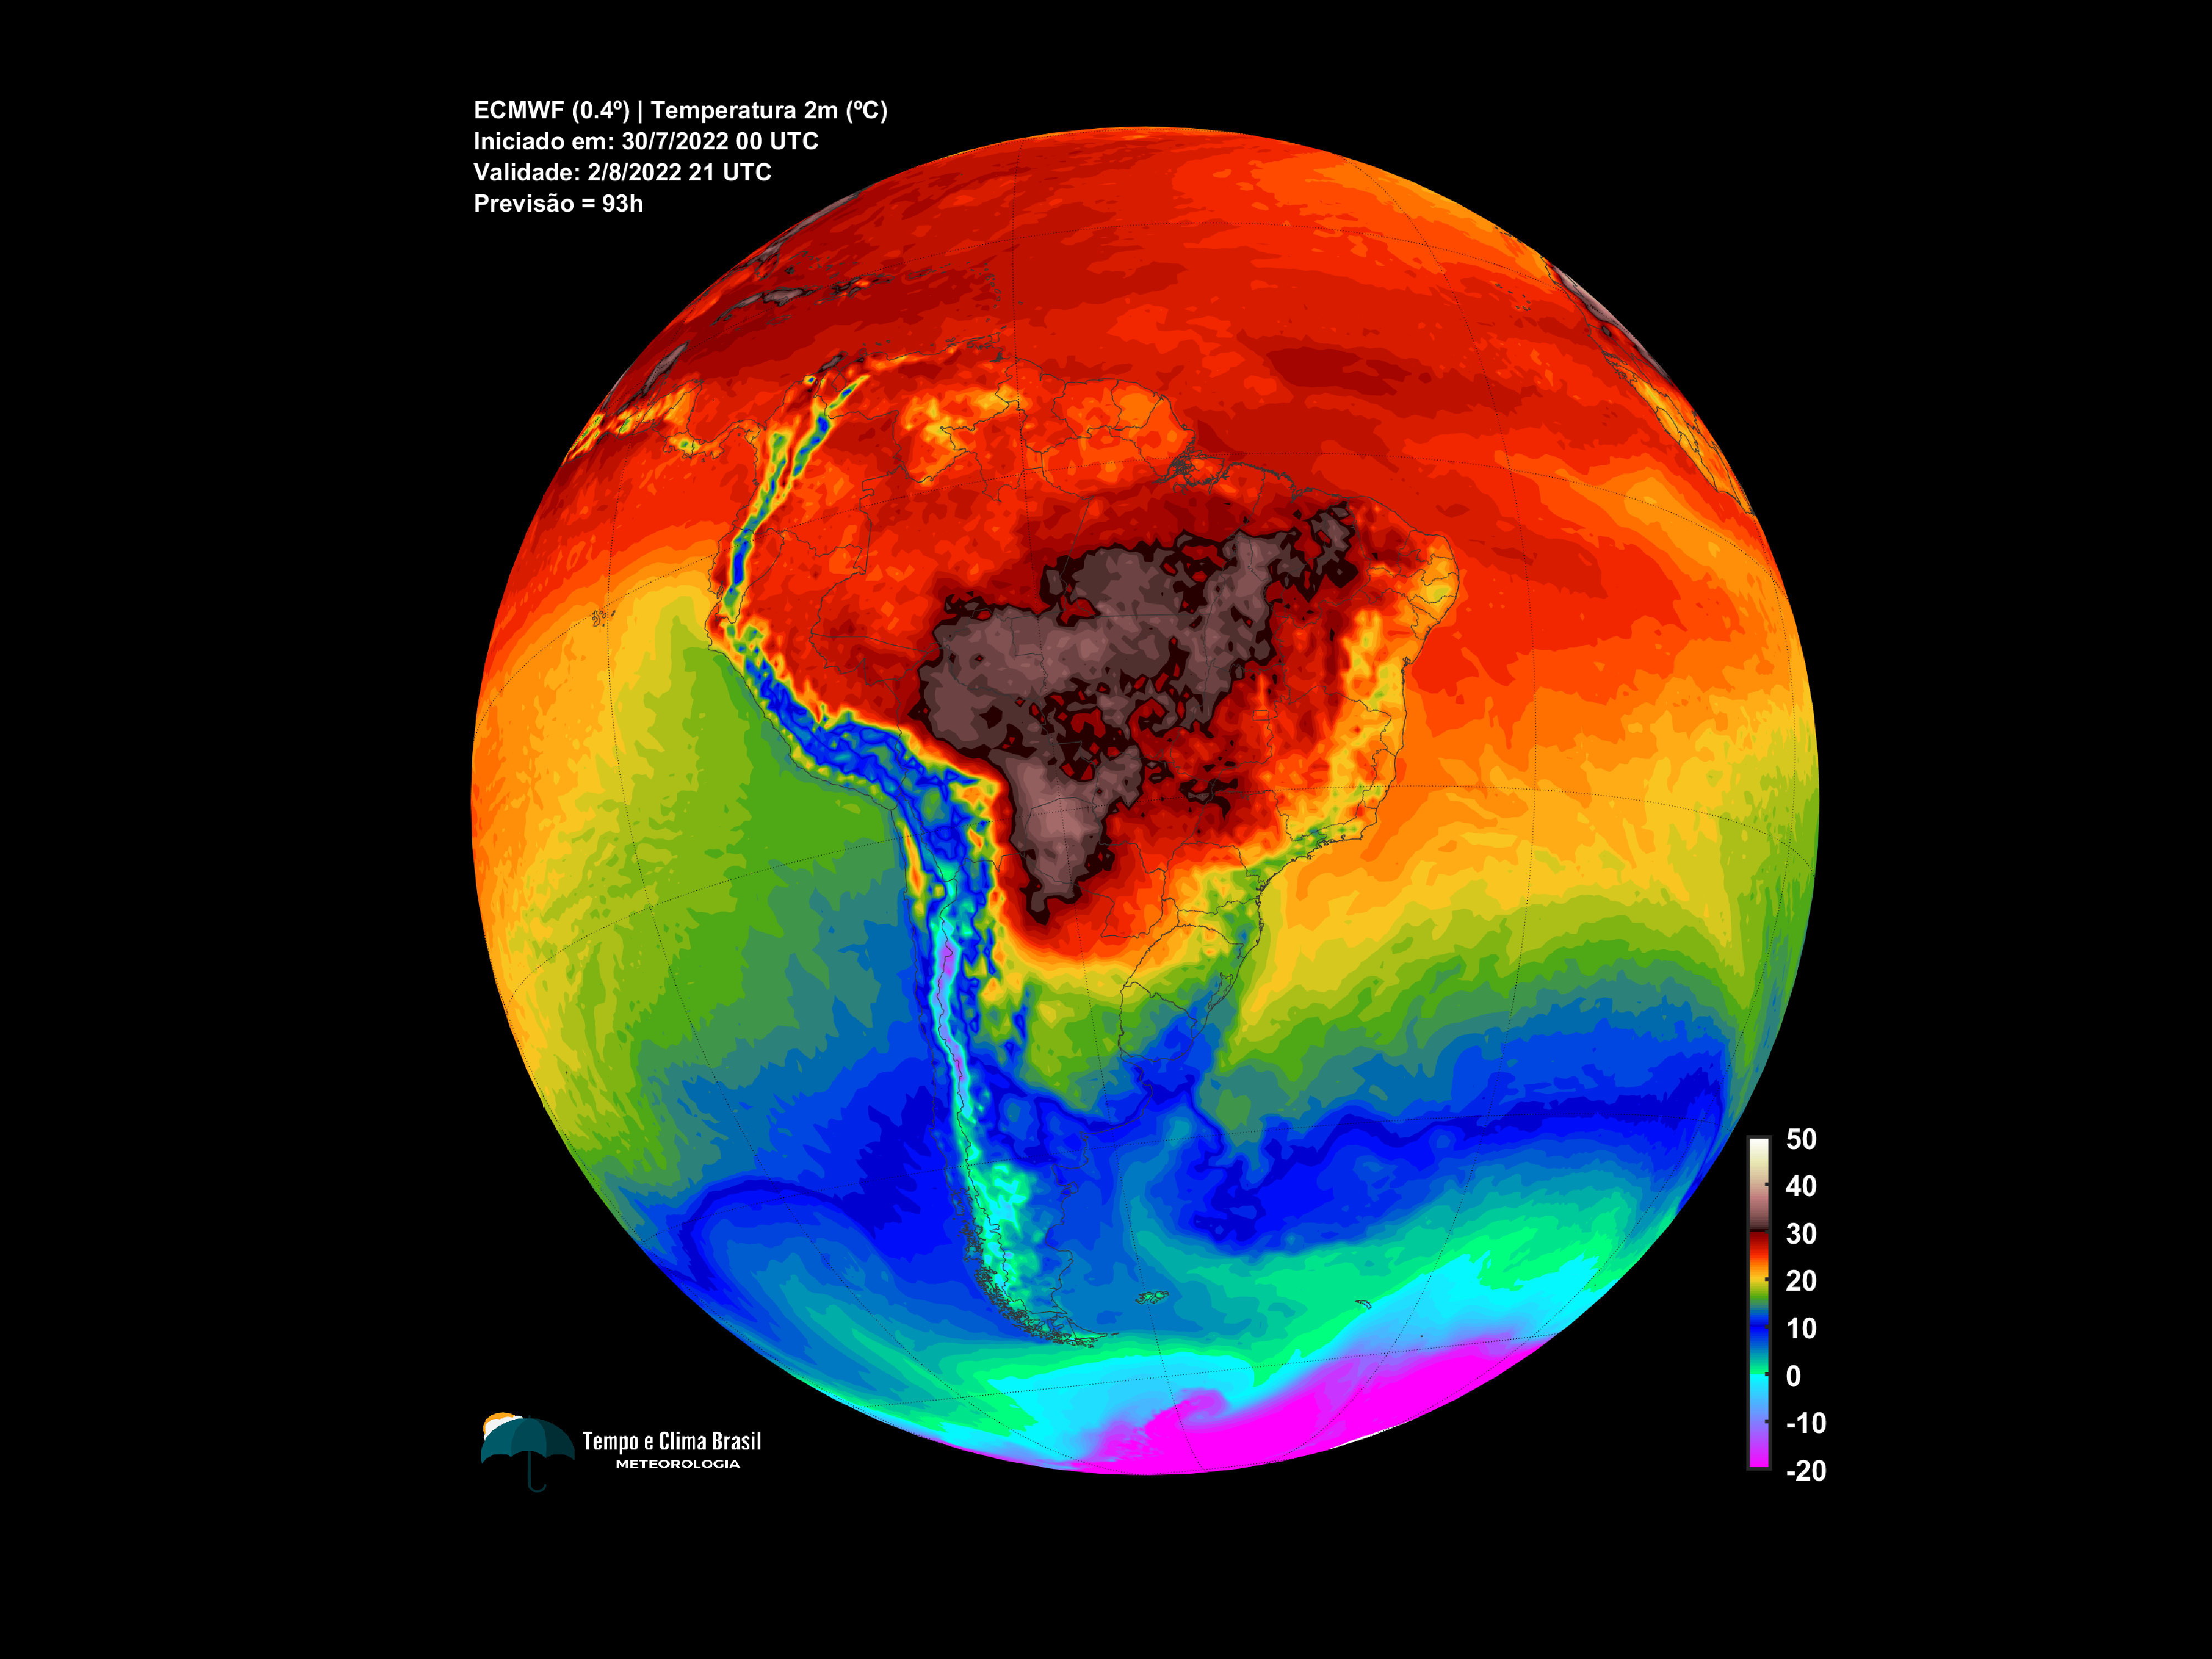 ECMWF (0.4º) | Temperatura 2m (ºC)
Iniciado em: 30/7/2022 00 UTC
Validade: 2/8/2022 21 UTC
Previsão = 93h
50
40
30
20
10
0
-10
-20
Tempo e Clima Brasil
METEOROLOGIA